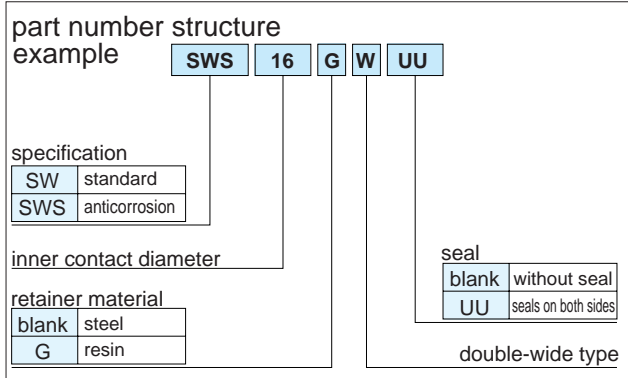 part number structure
example
SWS 16 G W UU
specification
SW standard
SWS anticorrosion
inner contact diameter
retainer material
blank steel
G resin
seal
blank without seal
UU seals on both sides
double-wide type